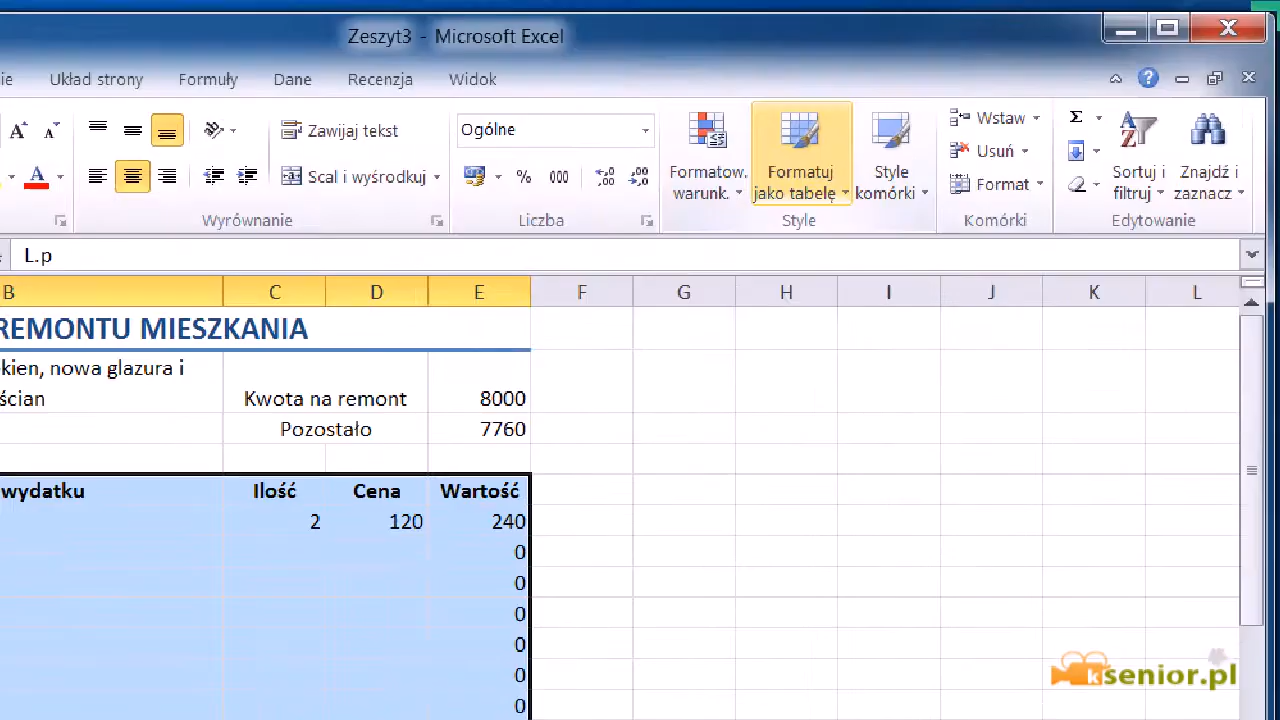 Zeszyt3 - Microsoft Excel
ie Układ strony Formuły Dane Recenzja Widok
Zawijaj tekst
Ogólne
Scal i wyśrodkuj
% 000
Formatow. warunk.
Formatuj jako tabelę
Style komórki
Wstaw
Usuń
Format
Σ
Sortuj i filtruj
Znajdź i zaznacz
Wyrównanie Liczba Style Komórki Edytowanie
L.p
B C D E F G H I J K L
REMONTU MIESZKANIA
kien, nowa glazura i
ścian Kwota na remont 8000
Pozostało 7760
wydatku Ilość Cena Wartość
2 120 240
0
0
0
0
0
0
ksenior.pl